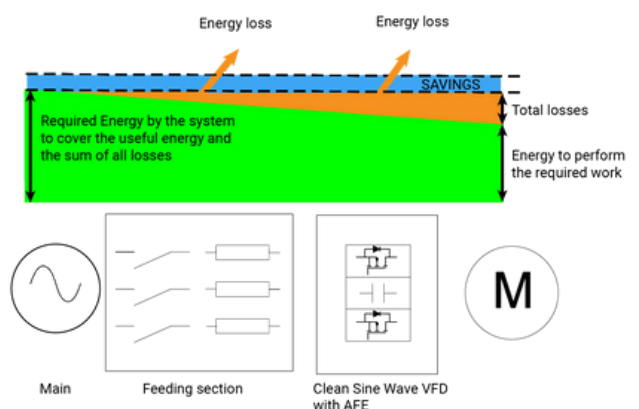 Energy loss
Energy loss
SAVINGS
Required Energy by the system
to cover the useful energy and
the sum of all losses
Total losses
Energy to perform
the required work
M
Main
Feeding section
Clean Sine Wave VFD
with AFE